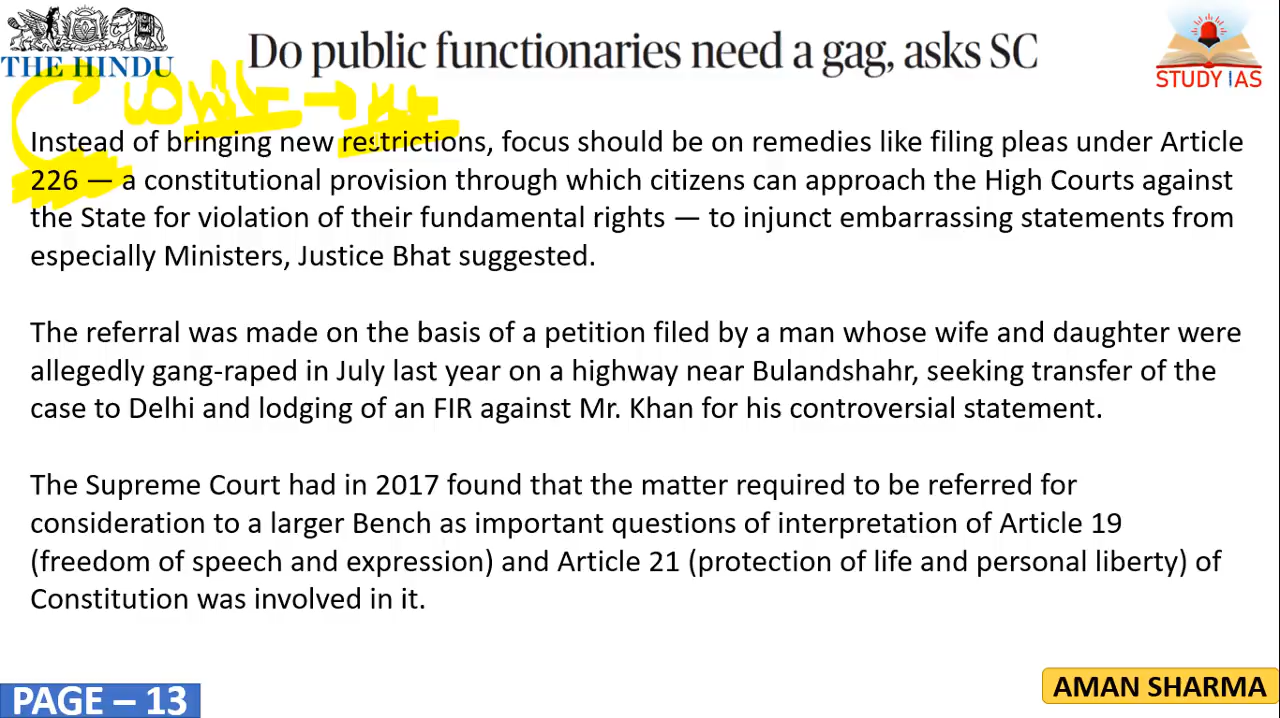 Do public functionaries need a gag, asks SC
THE HINDU
STUDY IAS
Instead of bringing new restrictions, focus should be on remedies like filing pleas under Article
226 — a constitutional provision through which citizens can approach the High Courts against
the State for violation of their fundamental rights — to injunct embarrassing statements from
especially Ministers, Justice Bhat suggested.
The referral was made on the basis of a petition filed by a man whose wife and daughter were
allegedly gang-raped in July last year on a highway near Bulandshahr, seeking transfer of the
case to Delhi and lodging of an FIR against Mr. Khan for his controversial statement.
The Supreme Court had in 2017 found that the matter required to be referred for
consideration to a larger Bench as important questions of interpretation of Article 19
(freedom of speech and expression) and Article 21 (protection of life and personal liberty) of
Constitution was involved in it.
PAGE – 13
AMAN SHARMA